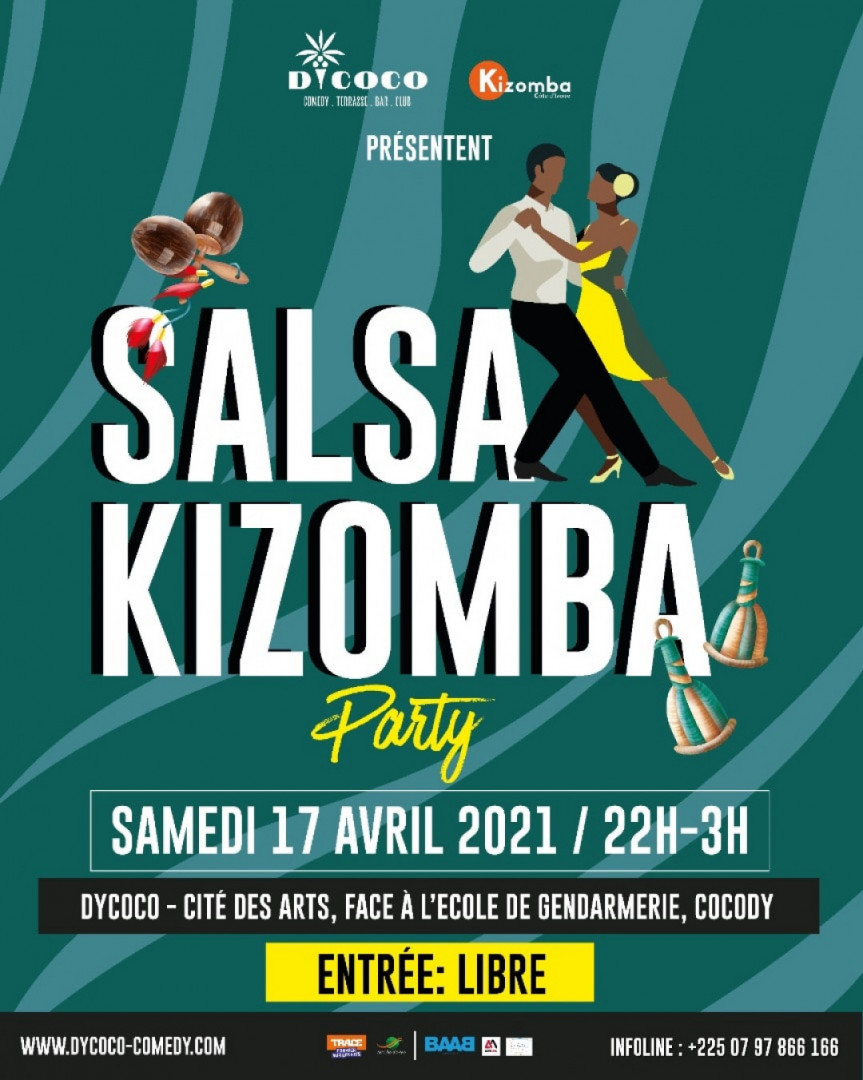 DYCOCO
COMEDY . TERRASSE . BAR . CLUB
Kizomba
Côte d'Ivoire
PRÉSENTENT
SALSA
KIZOMBA
Party
SAMEDI 17 AVRIL 2021 / 22H-3H
DYCOCO - CITÉ DES ARTS, FACE À L'ECOLE DE GENDARMERIE, COCODY
ENTRÉE: LIBRE
WWW.DYCOCO-COMEDY.COM
TRACE
BAAB
INFOLINE : +225 07 97 866 166